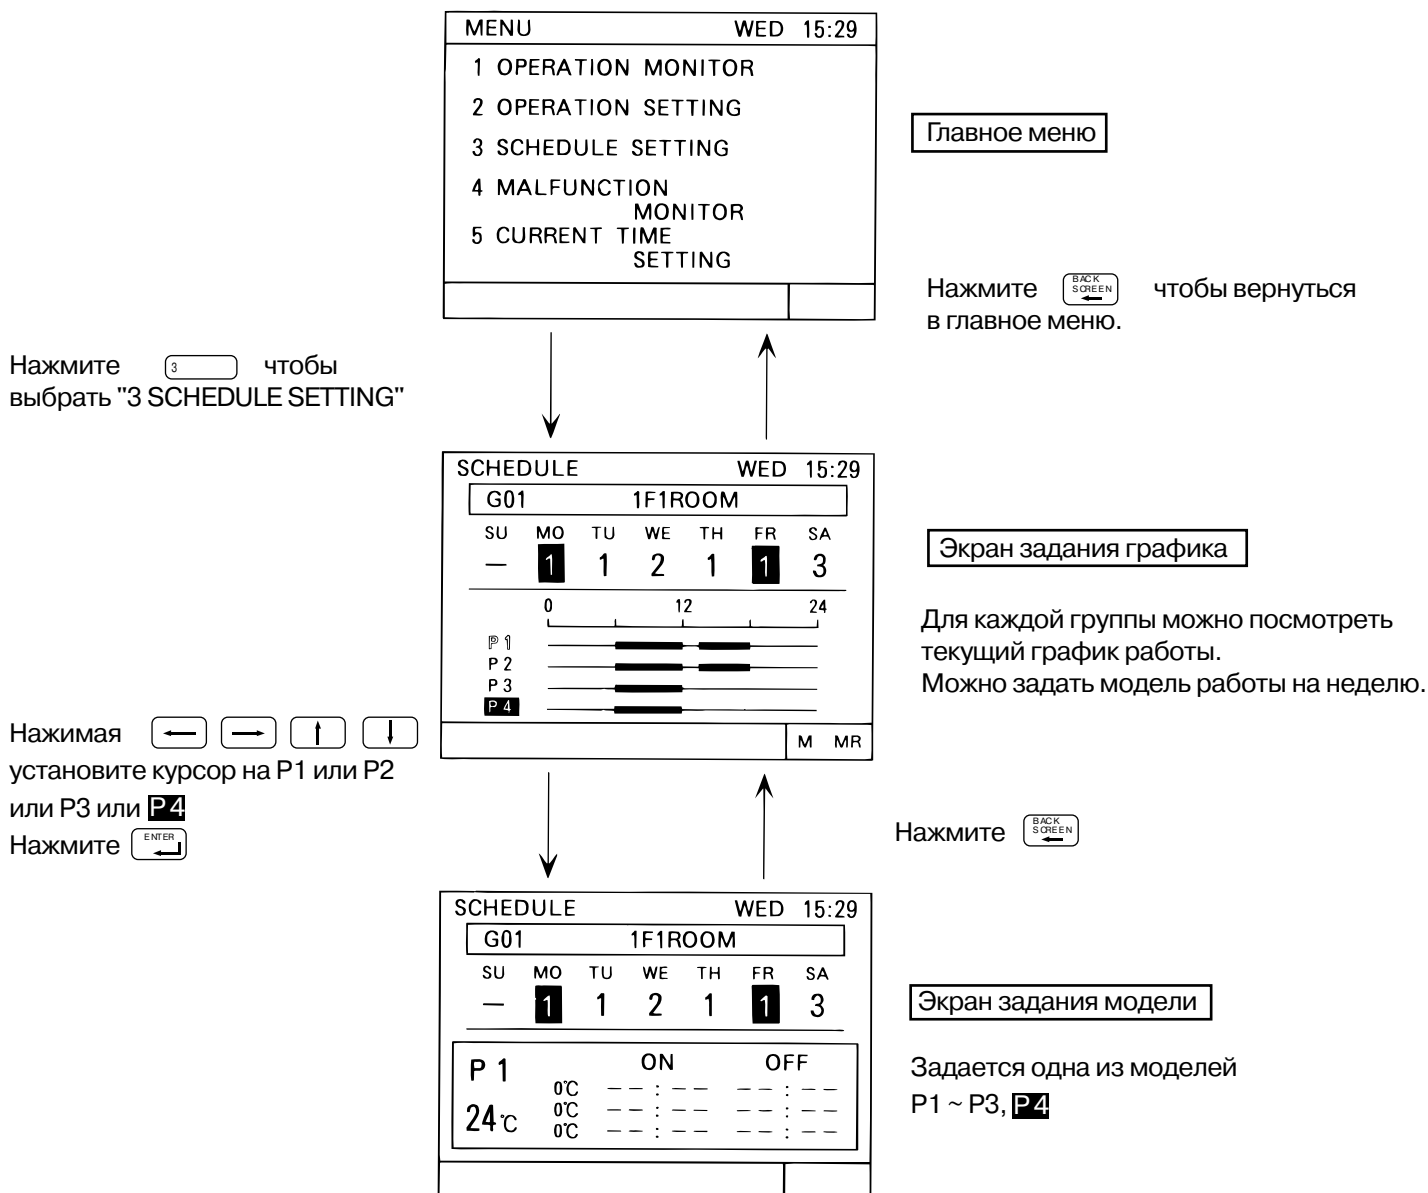 MENU WED 15:29
1 OPERATION MONITOR
2 OPERATION SETTING
3 SCHEDULE SETTING
4 MALFUNCTION
MONITOR
5 CURRENT TIME
SETTING
Главное меню
Нажмите BACK SCREEN чтобы вернуться
в главное меню.
Нажмите 3 чтобы
выбрать "3 SCHEDULE SETTING"
SCHEDULE WED 15:29
G01 1F1ROOM
SU MO TU WE TH FR SA
— 1 1 2 1 1 3
0 12 24
P 1
P 2
P 3
P 4
M MR
Экран задания графика
Для каждой группы можно посмотреть
текущий график работы.
Можно задать модель работы на неделю.
Нажимая ← → ↑ ↓
установите курсор на P1 или P2
или P3 или P4
Нажмите ENTER
Нажмите BACK SCREEN
SCHEDULE WED 15:29
G01 1F1ROOM
SU MO TU WE TH FR SA
— 1 1 2 1 1 3
P 1 ON OFF
0°C – – : – – – – : – –
24°C 0°C – – : – – – – : – –
0°C – – : – – – – : – –
Экран задания модели
Задается одна из моделей
P1 ~ P3, P4